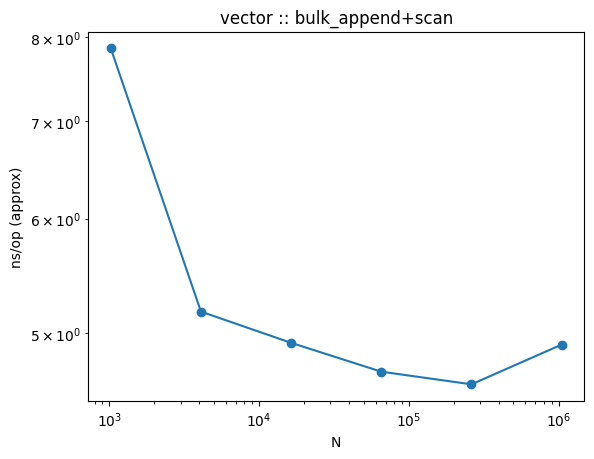 vector :: bulk_append+scan
8 × 10⁰
7 × 10⁰
6 × 10⁰
5 × 10⁰
ns/op (approx)
10³ 10⁴ 10⁵ 10⁶
N